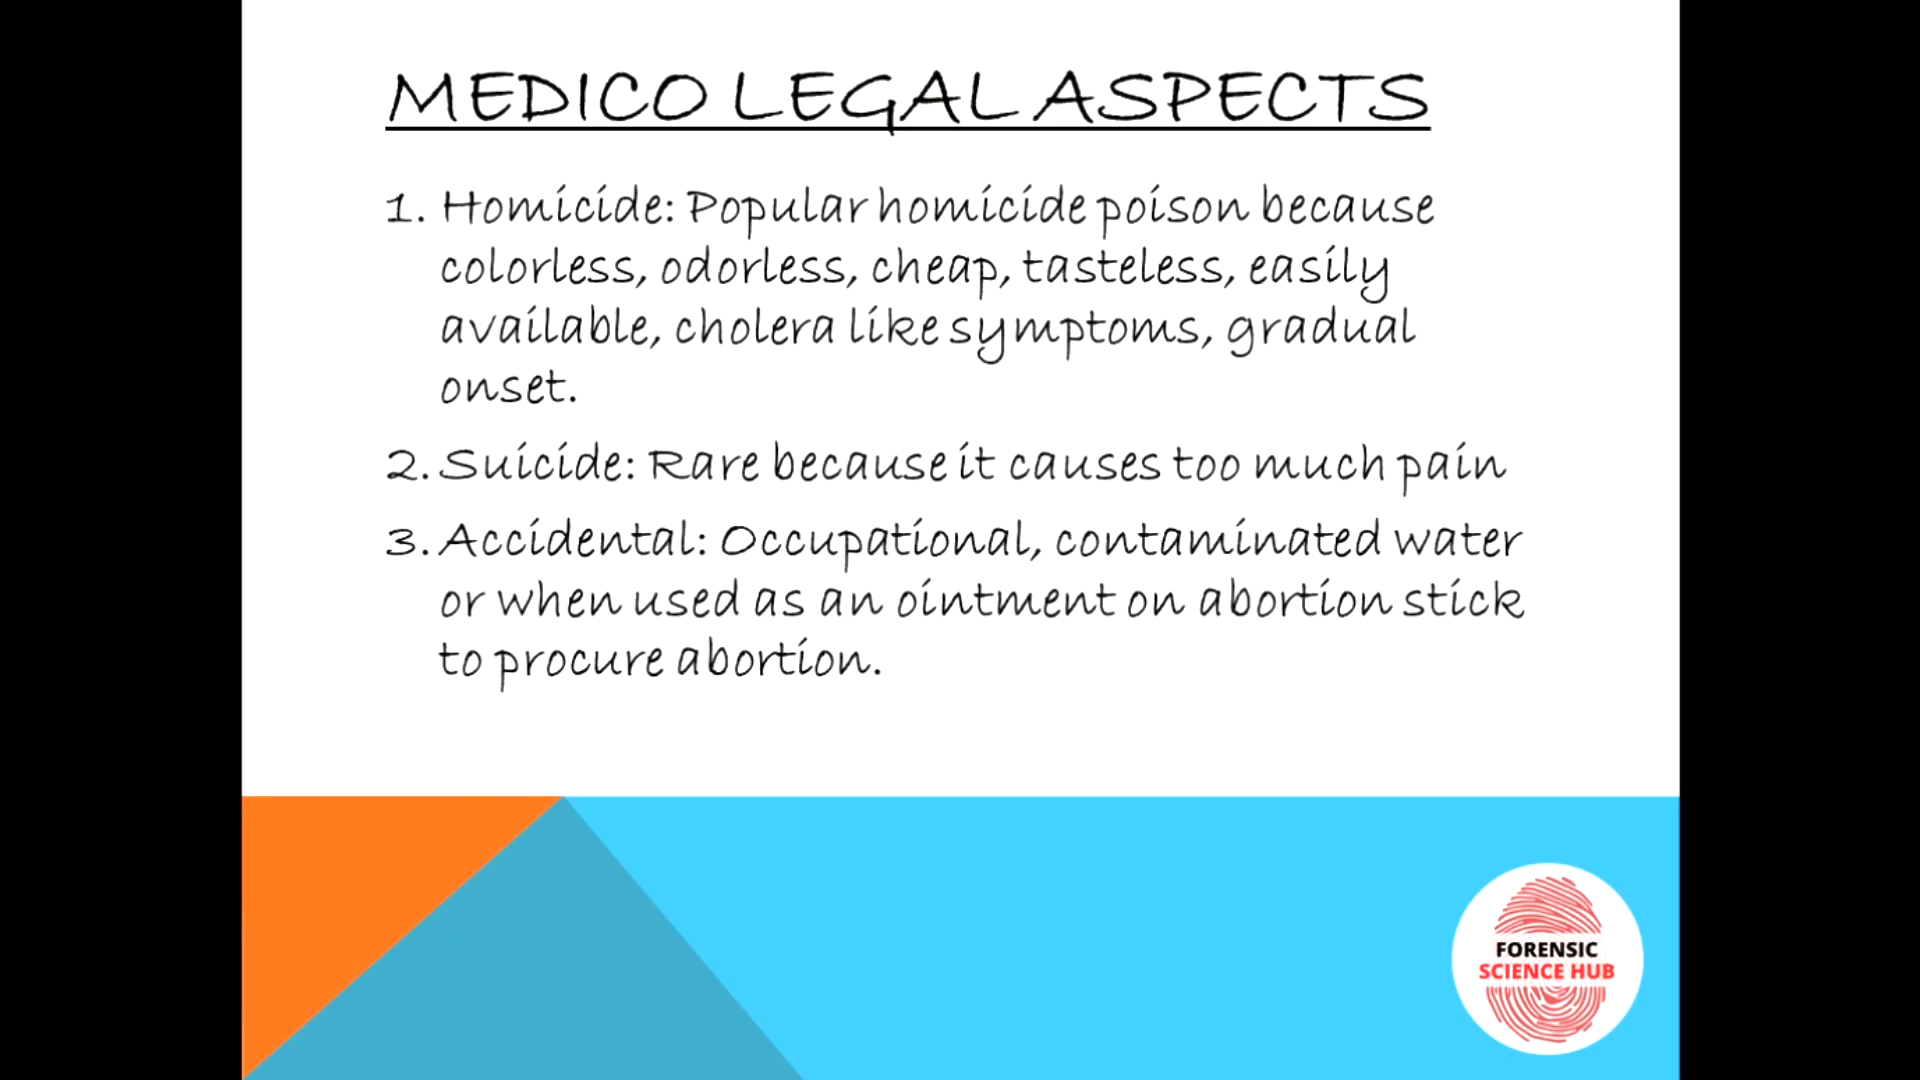 MEDICO LEGAL ASPECTS
1. Homicide: Popular homicide poison because
colorless, odorless, cheap, tasteless, easily
available, cholera like symptoms, gradual
onset.
2. Suicide: Rare because it causes too much pain
3. Accidental: Occupational, contaminated water
or when used as an ointment on abortion stick
to procure abortion.
FORENSIC
SCIENCE HUB